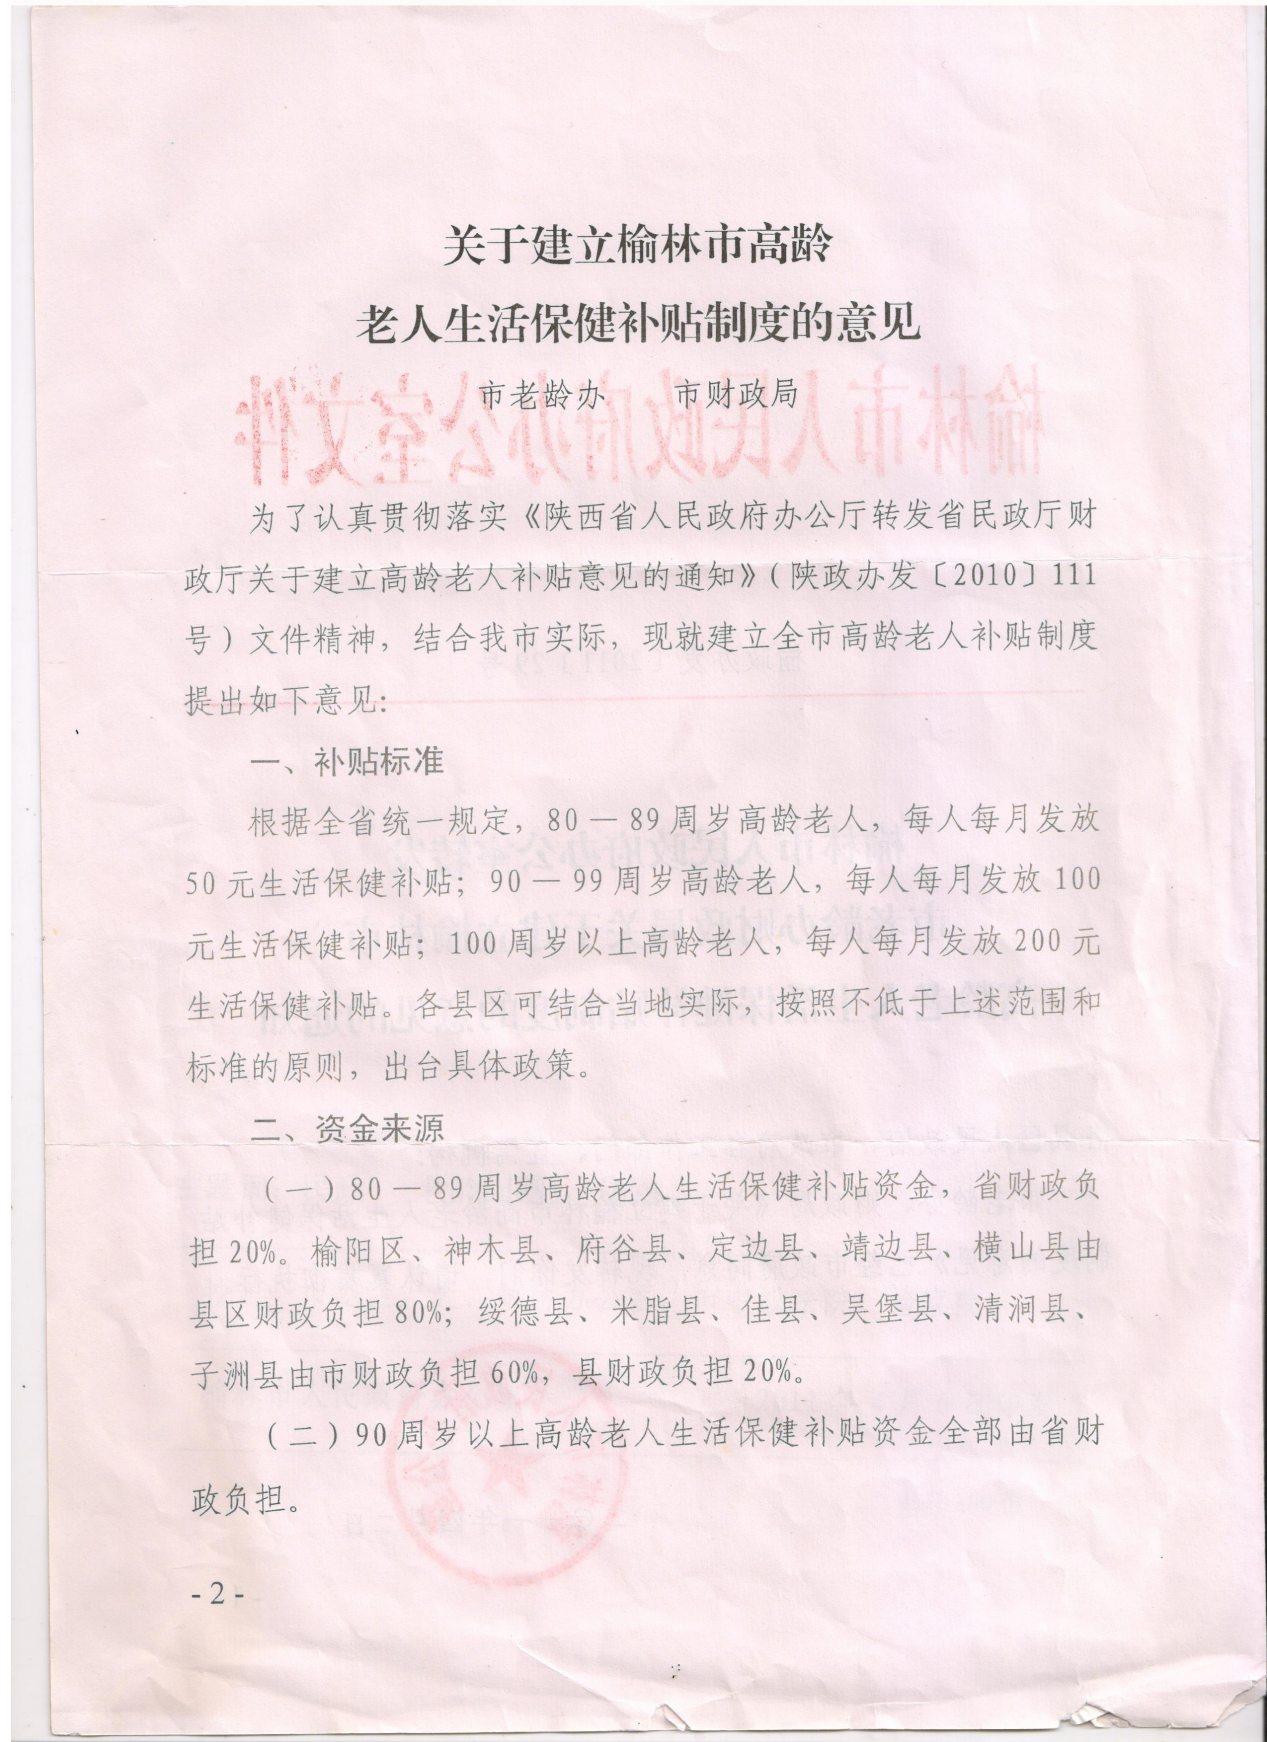 关于建立榆林市高龄
老人生活保健补贴制度的意见
市老龄办 市财政局
榆林市人民政府办公室文件
为了认真贯彻落实《陕西省人民政府办公厅转发省民政厅财
政厅关于建立高龄老人补贴意见的通知》(陕政办发〔2010〕111
号)文件精神，结合我市实际，现就建立全市高龄老人补贴制度
提出如下意见:
一、补贴标准
根据全省统一规定，80－89周岁高龄老人，每人每月发放
50元生活保健补贴；90－99周岁高龄老人，每人每月发放100
元生活保健补贴；100周岁以上高龄老人，每人每月发放200元
生活保健补贴。各县区可结合当地实际，按照不低于上述范围和
标准的原则，出台具体政策。
二、资金来源
(一)80－89周岁高龄老人生活保健补贴资金，省财政负
担20%。榆阳区、神木县、府谷县、定边县、靖边县、横山县由
县区财政负担80%；绥德县、米脂县、佳县、吴堡县、清涧县、
子洲县由市财政负担60%，县财政负担20%。
(二)90周岁以上高龄老人生活保健补贴资金全部由省财
政负担。
- 2 -